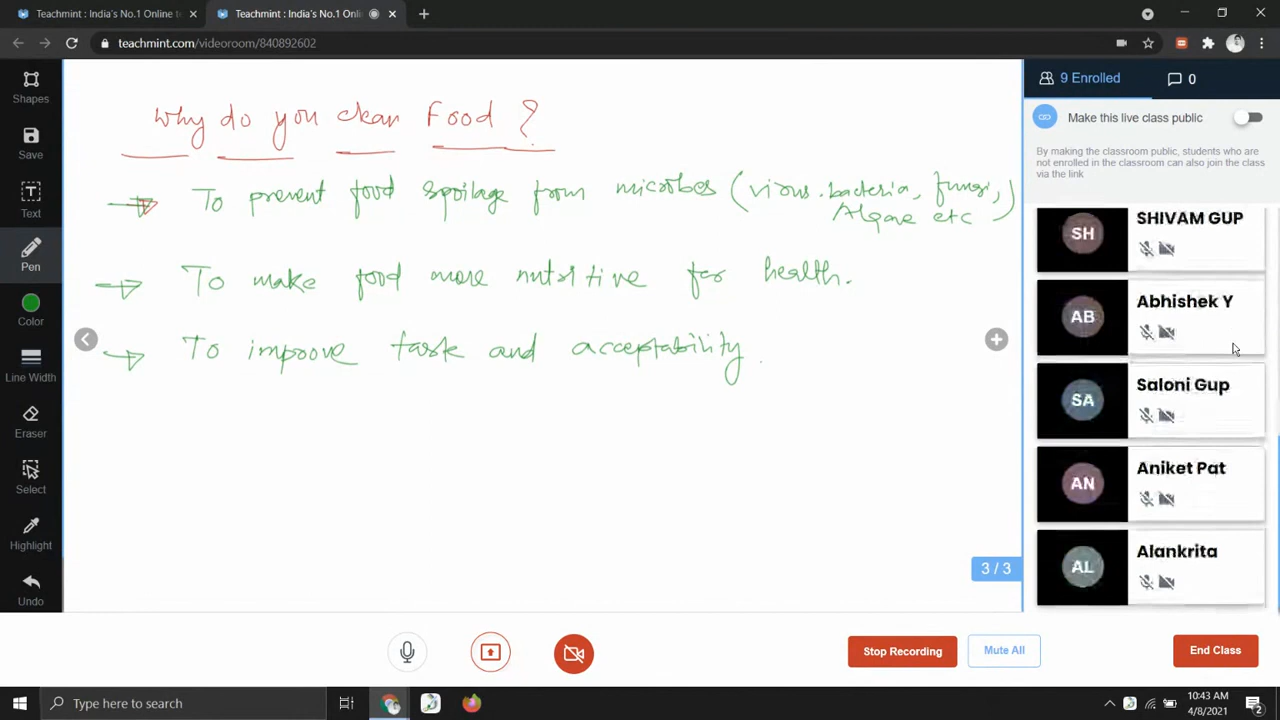 Teachmint : India's No.1 Online t
Teachmint : India's No.1 Onli
teachmint.com/videoroom/840892602
Shapes
Save
Text
Pen
Color
Line Width
Eraser
Select
Highlight
Undo
Why do you clean Food ?
To prevent food spoilage from microbes (virus.bacteria, fungi,
Algae etc )
To make food more nutritive for health.
To improve taste and acceptability.
3 / 3
9 Enrolled
0
Make this live class public
By making the classroom public, students who are
not enrolled in the classroom can also join the class
via the link
SH SHIVAM GUP
AB Abhishek Y
SA Saloni Gup
AN Aniket Pat
AL Alankrita
Stop Recording
Mute All
End Class
Type here to search
10:43 AM
4/8/2021
2